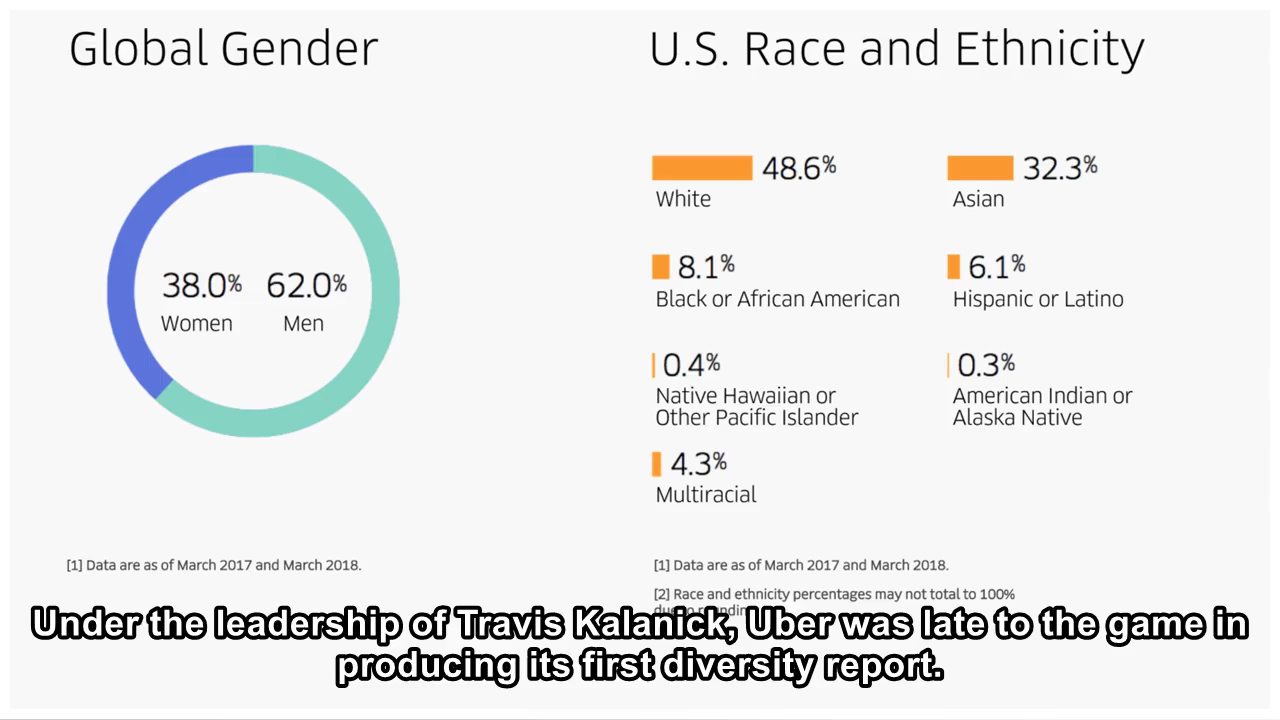 Global Gender
38.0% 62.0%
Women Men
[1] Data are as of March 2017 and March 2018.
U.S. Race and Ethnicity
48.6% 32.3%
White Asian
8.1% 6.1%
Black or African American Hispanic or Latino
0.4% 0.3%
Native Hawaiian or American Indian or
Other Pacific Islander Alaska Native
4.3%
Multiracial
[1] Data are as of March 2017 and March 2018.
[2] Race and ethnicity percentages may not total to 100%
Under the leadership of Travis Kalanick, Uber was late to the game in
producing its first diversity report.